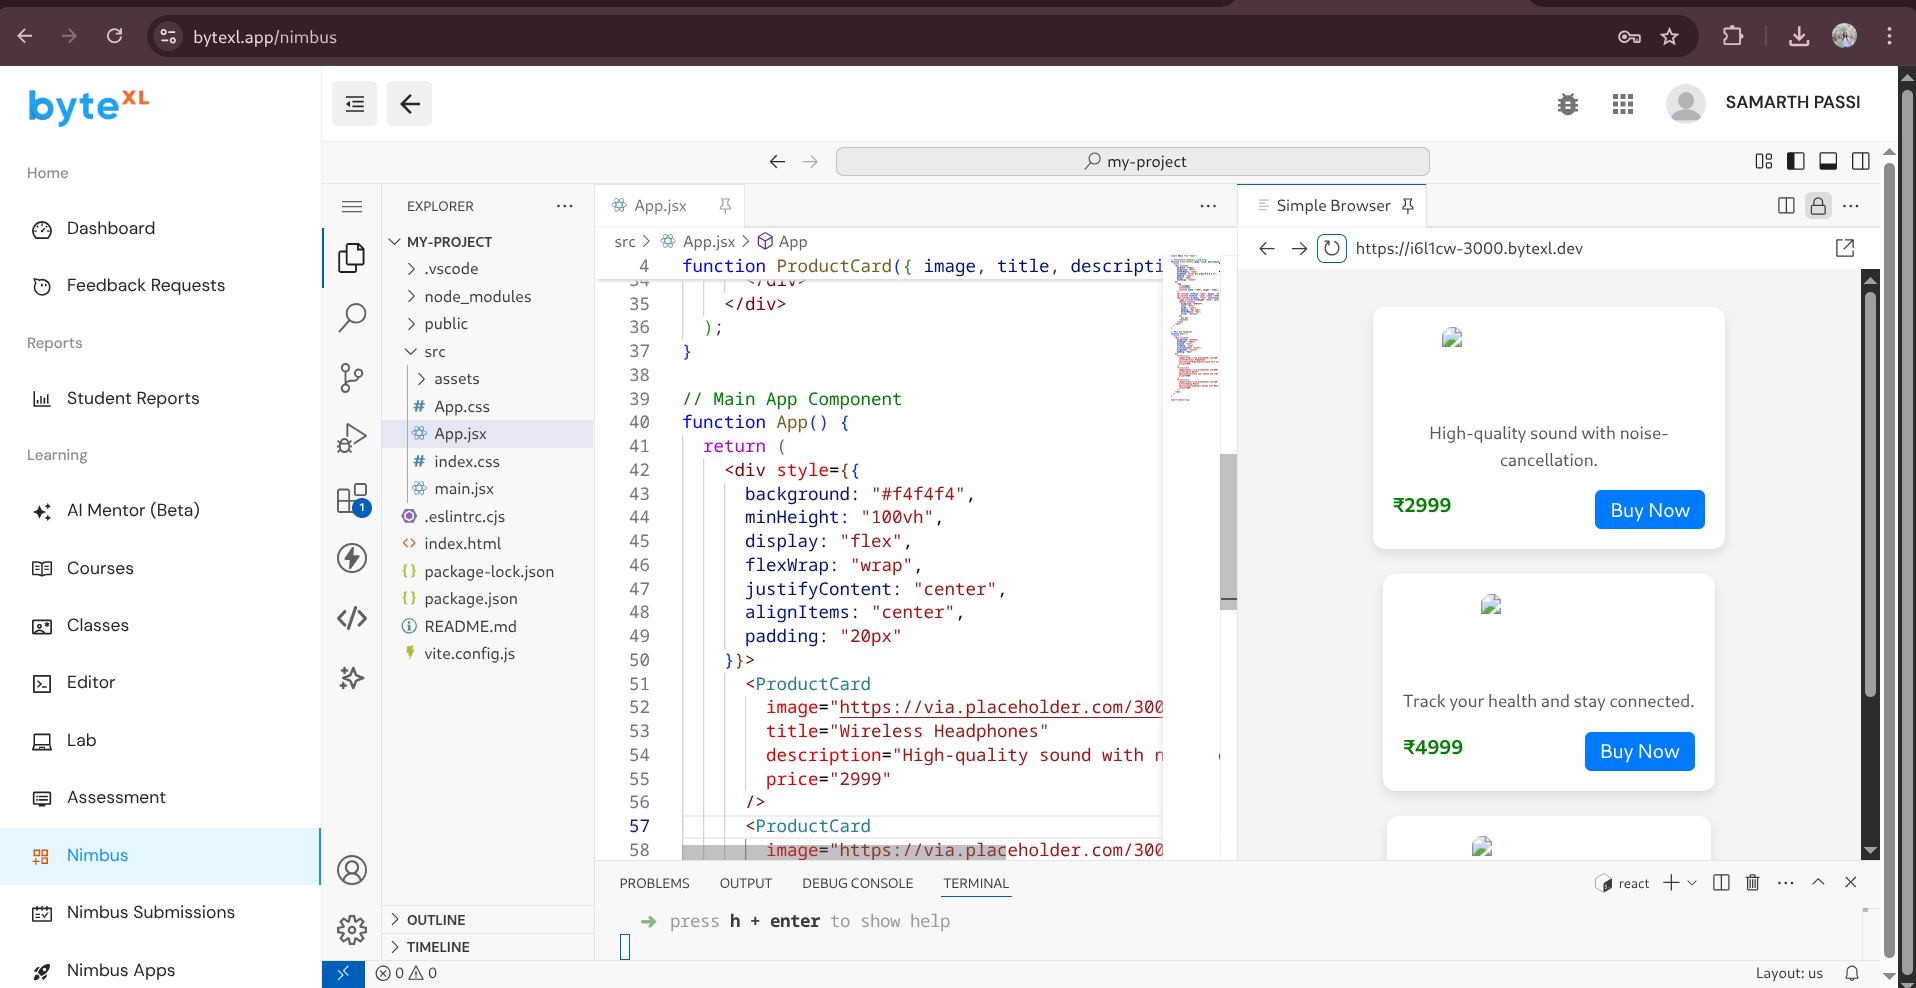 bytexl.app/nimbus
byteXL
SAMARTH PASSI
Home
Dashboard
Feedback Requests
Reports
Student Reports
Learning
AI Mentor (Beta)
Courses
Classes
Editor
Lab
Assessment
Nimbus
Nimbus Submissions
Nimbus Apps
my-project
EXPLORER
MY-PROJECT
.vscode
node_modules
public
src
assets
# App.css
App.jsx
# index.css
main.jsx
.eslintrc.cjs
<> index.html
{} package-lock.json
{} package.json
README.md
vite.config.js
OUTLINE
TIMELINE
1
App.jsx
src > App.jsx > App
4 function ProductCard({ image, title, descripti
34 </div>
35 </div>
36 );
37 }
38
39 // Main App Component
40 function App() {
41 return (
42 <div style={{
43 background: "#f4f4f4",
44 minHeight: "100vh",
45 display: "flex",
46 flexWrap: "wrap",
47 justifyContent: "center",
48 alignItems: "center",
49 padding: "20px"
50 }}>
51 <ProductCard
52 image="https://via.placeholder.com/300
53 title="Wireless Headphones"
54 description="High-quality sound with n
55 price="2999"
56 />
57 <ProductCard
58 image="https://via.placeholder.com/300
Simple Browser
https://i6l1cw-3000.bytexl.dev
High-quality sound with noise-
cancellation.
₹2999
Buy Now
Track your health and stay connected.
₹4999
Buy Now
PROBLEMS OUTPUT DEBUG CONSOLE TERMINAL
react
➜ press h + enter to show help
0 0
Layout: us